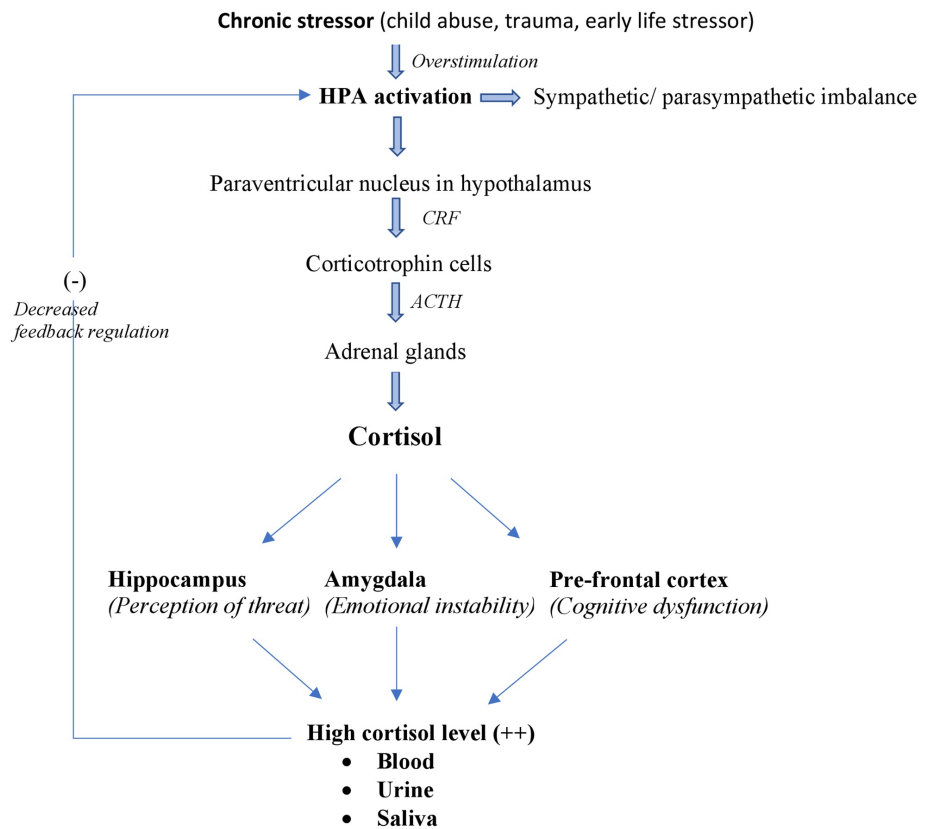 Chronic stressor (child abuse, trauma, early life stressor)
Overstimulation
HPA activation
Sympathetic/ parasympathetic imbalance
Paraventricular nucleus in hypothalamus
CRF
Corticotrophin cells
(-)
Decreased
feedback regulation
ACTH
Adrenal glands
Cortisol
Hippocampus
(Perception of threat)
Amygdala
(Emotional instability)
Pre-frontal cortex
(Cognitive dysfunction)
High cortisol level (++)
• Blood
• Urine
• Saliva